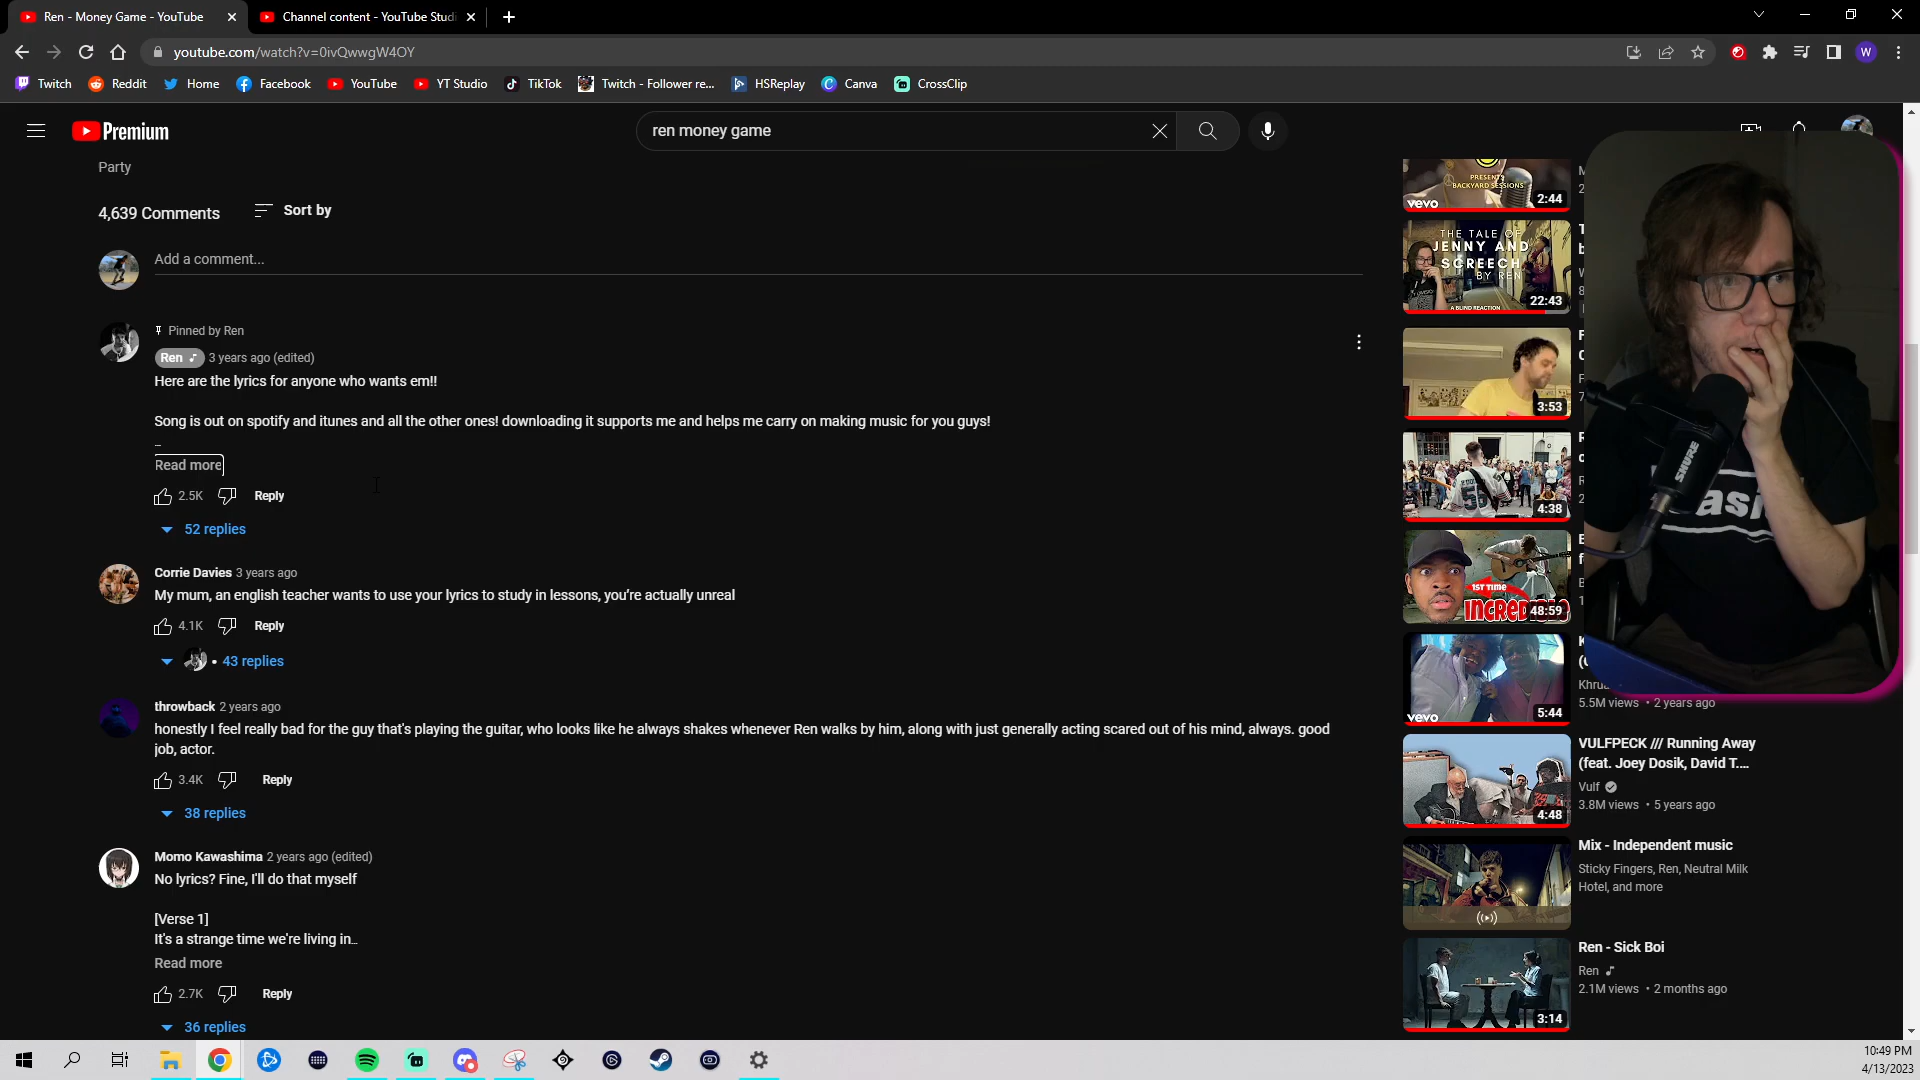 Ren - Money Game - YouTube
Channel content - YouTube Studi
youtube.com/watch?v=0ivQwwgW4OY
W
Twitch
Reddit
Home
Facebook
YouTube
YT Studio
TikTok
Twitch - Follower re...
HSReplay
Canva
CrossClip
Premium
ren money game
Party
4,639 Comments
Sort by
Add a comment...
Pinned by Ren
Ren ♪ 3 years ago (edited)
Here are the lyrics for anyone who wants em!!
Song is out on spotify and itunes and all the other ones! downloading it supports me and helps me carry on making music for you guys!
_
Read more
2.5K
Reply
52 replies
Corrie Davies 3 years ago
My mum, an english teacher wants to use your lyrics to study in lessons, you're actually unreal
4.1K
Reply
• 43 replies
throwback 2 years ago
honestly I feel really bad for the guy that's playing the guitar, who looks like he always shakes whenever Ren walks by him, along with just generally acting scared out of his mind, always. good
job, actor.
3.4K
Reply
38 replies
Momo Kawashima 2 years ago (edited)
No lyrics? Fine, I'll do that myself
[Verse 1]
It's a strange time we're living in...
Read more
2.7K
Reply
36 replies
PRESENTS
BACKYARD SESSIONS
vevo
2:44
THE TALE OF
JENNY AND
SCREECH
BY REN
A BLIND REACTION
22:43
3:53
56
4:38
1ST TIME
INCREDIBLE
48:59
vevo
5:44
5.5M views • 2 years ago
4:48
VULFPECK /// Running Away
(feat. Joey Dosik, David T....
Vulf
3.8M views • 5 years ago
Mix - Independent music
Sticky Fingers, Ren, Neutral Milk
Hotel, and more
3:14
Ren - Sick Boi
Ren ♪
2.1M views • 2 months ago
SHURE
10:49 PM
4/13/2023